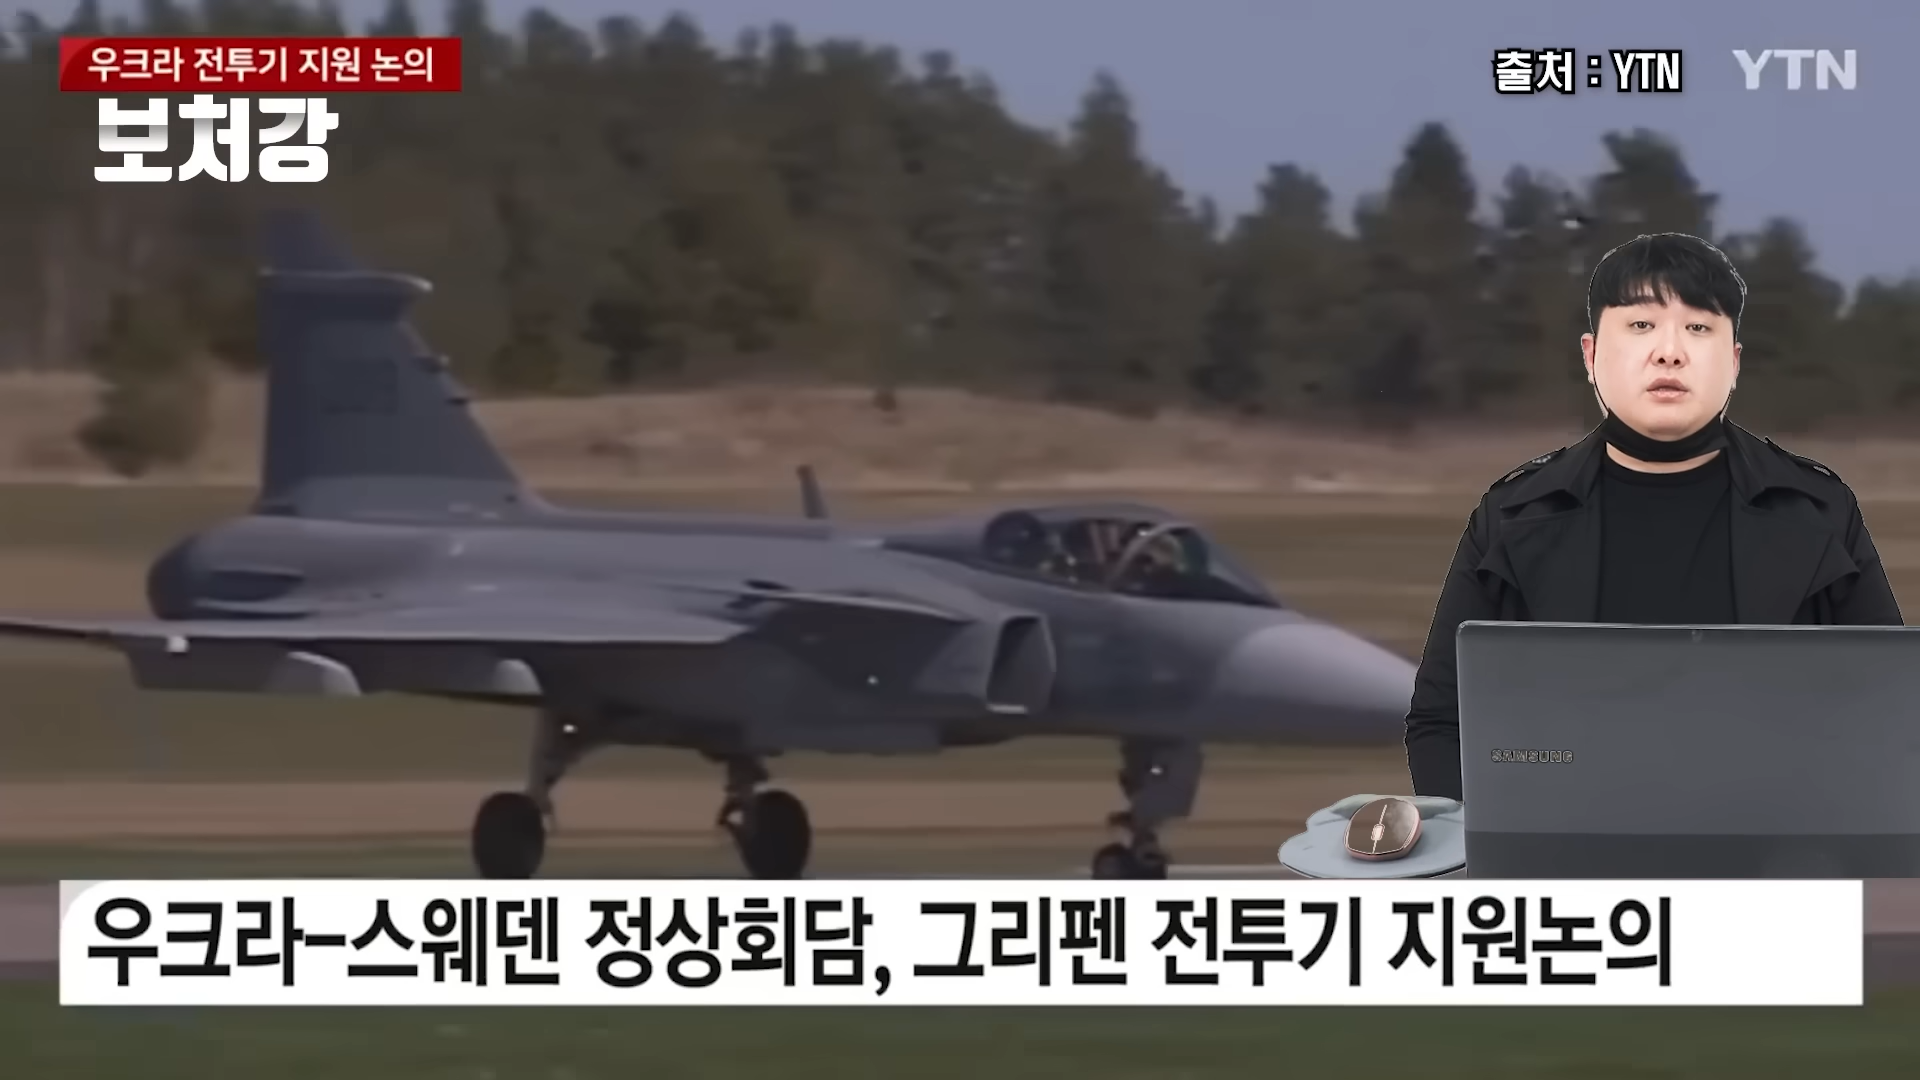 우크라 전투기 지원 논의
보처강
출처 : YTN
YTN
SAMSUNG
우크라-스웨덴 정상회담, 그리펜 전투기 지원논의